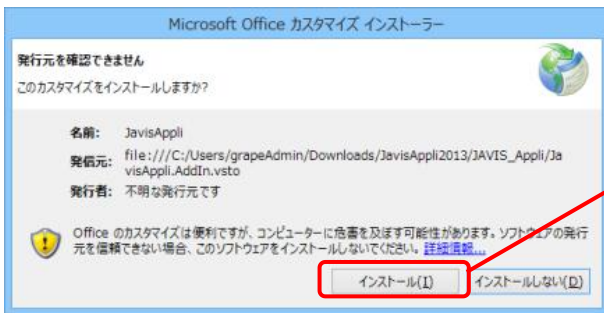 Microsoft Office カスタマイズ インストーラー
発行元を確認できません
このカスタマイズをインストールしますか?
名前: JavisAppli
発信元: file:///C:/Users/grapeAdmin/Downloads/JavisAppli2013/JAVIS_Appli/Ja
visAppli.AddIn.vsto
発行者: 不明な発行元です
Office のカスタマイズは便利ですが、コンピューターに危害を及ぼす可能性があります。ソフトウェアの発行
元を信頼できない場合、このソフトウェアをインストールしないでください。詳細情報...
インストール(I) インストールしない(D)